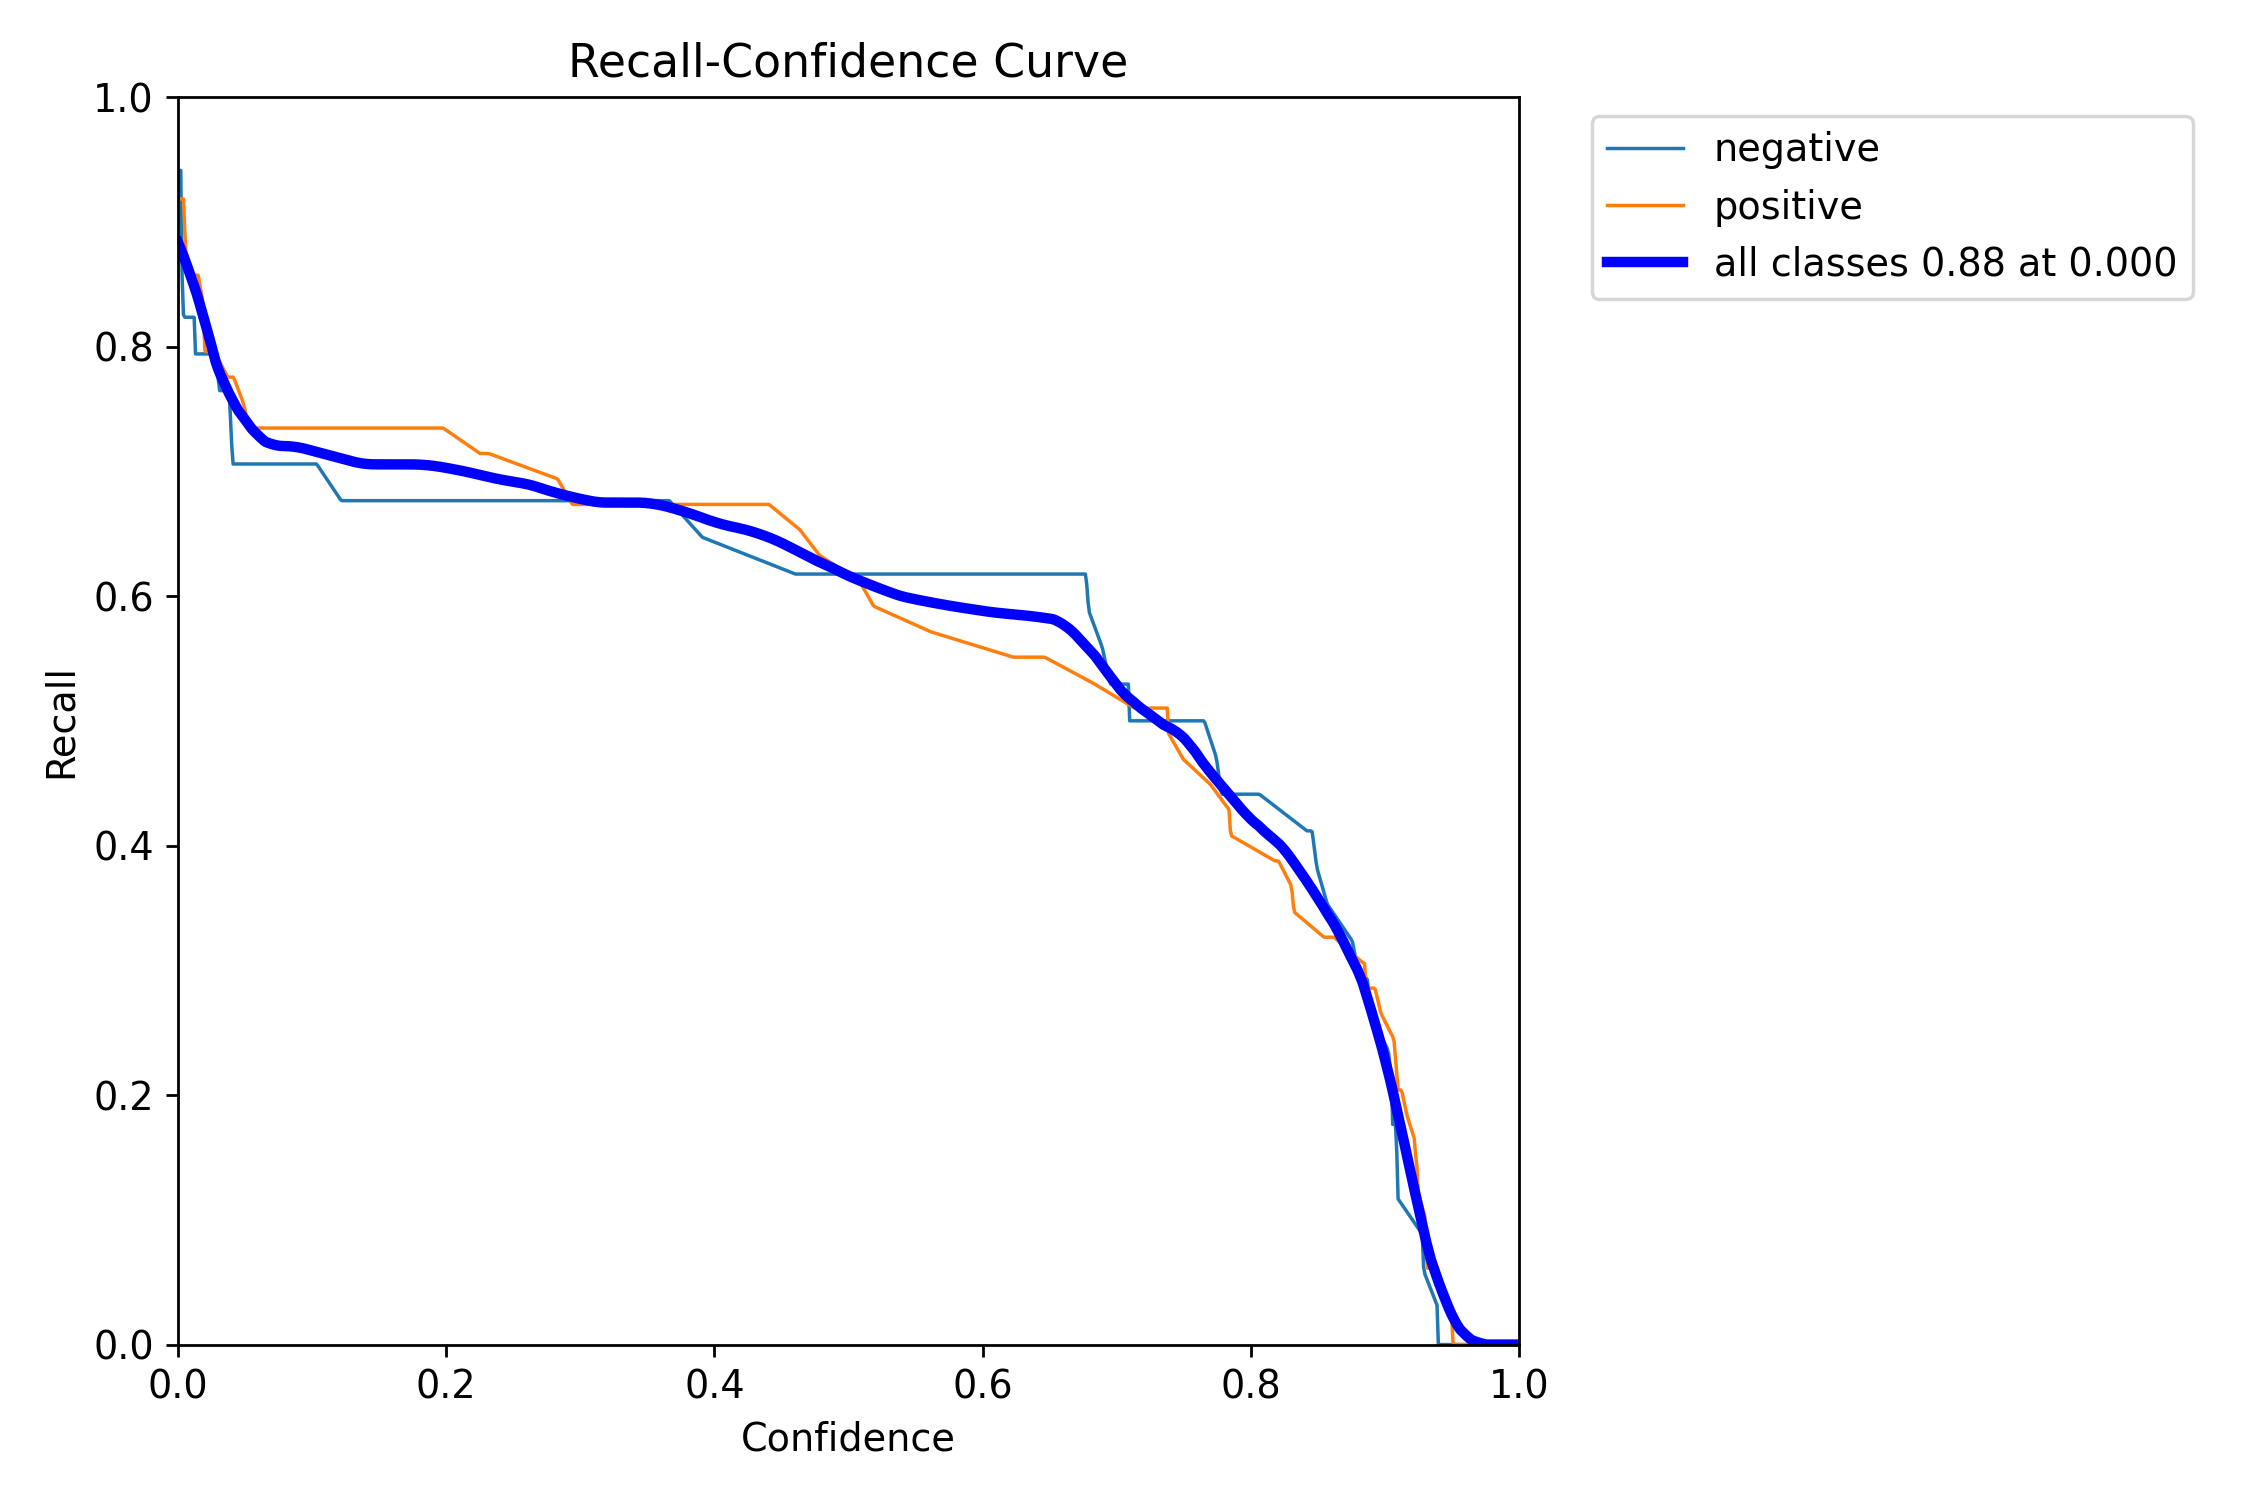 Recall-Confidence Curve
1.0
0.8
0.6
0.4
0.2
0.0
Recall
0.0 0.2 0.4 0.6 0.8 1.0
Confidence
negative
positive
all classes 0.88 at 0.000